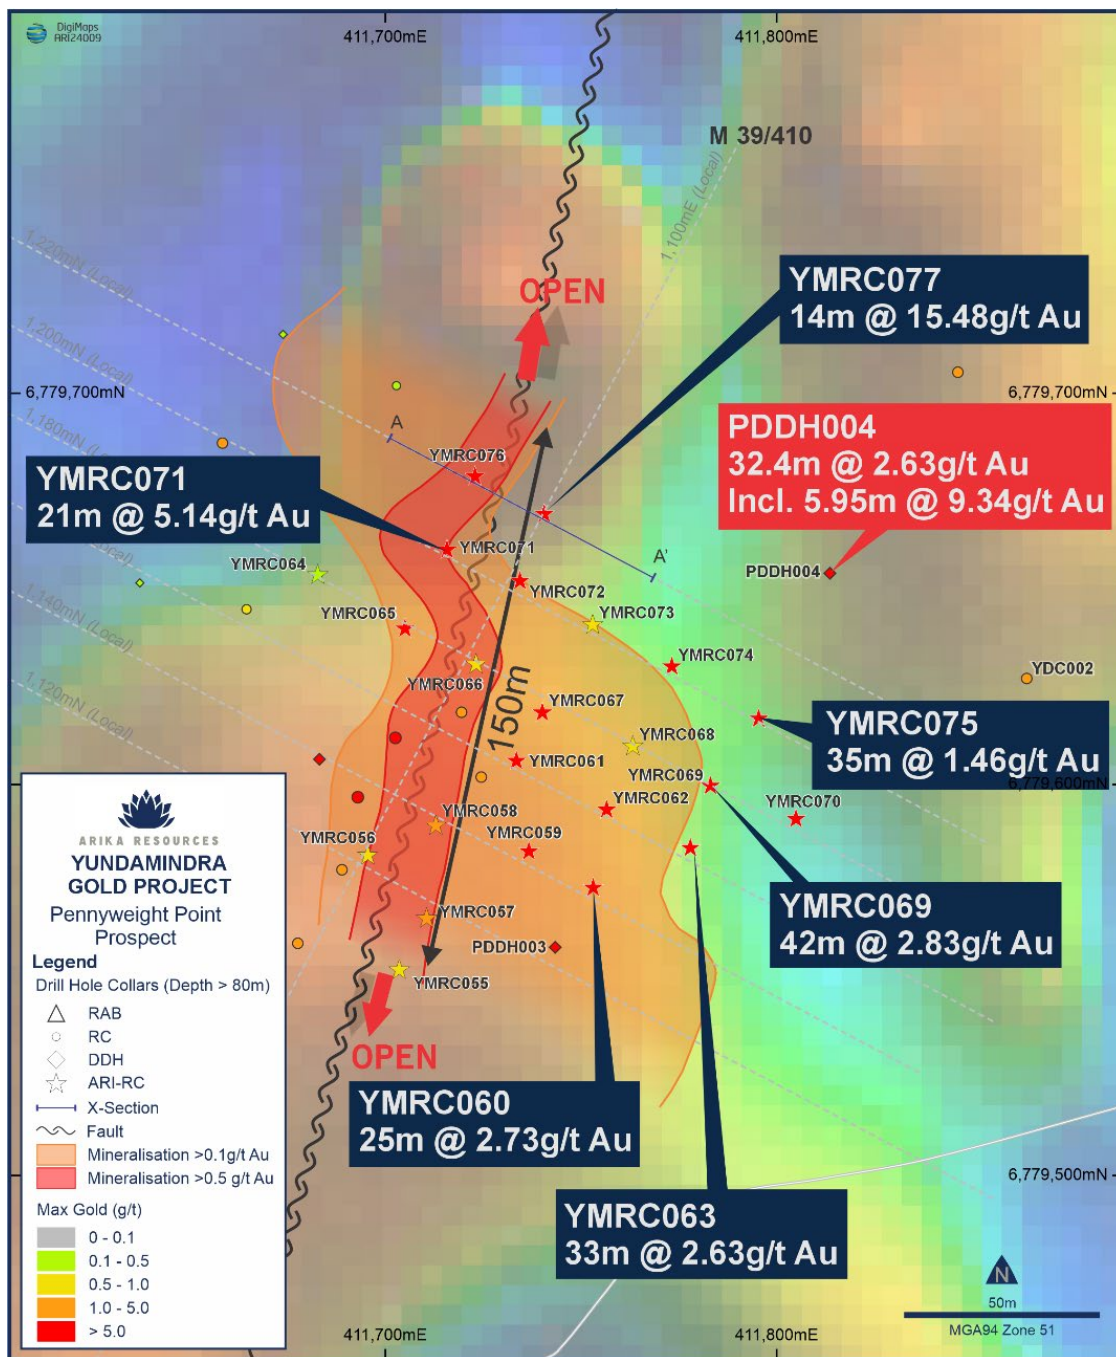 DigiMaps
ARI24009
411,700mE
411,800mE
M 39/410
1,100mE (Local)
1,220mN (Local)
1,200mN (Local)
1,180mN (Local)
(Local)
1,140mN (Local)
1,120mN (Local)
OPEN
YMRC077
14m @ 15.48g/t Au
6,779,700mN
6,779,700mN
PDDH004
32.4m @ 2.63g/t Au
Incl. 5.95m @ 9.34g/t Au
A
YMRC076
YMRC071
21m @ 5.14g/t Au
YMRC071
A'
YMRC064
YMRC072
PDDH004
YMRC065
YMRC073
YMRC066
YMRC074
YDC002
150m
YMRC067
YMRC068
YMRC075
35m @ 1.46g/t Au
YMRC061
YMRC069
6,779,600mN
YMRC062
YMRC070
YMRC058
YMRC056
YMRC059
YMRC069
42m @ 2.83g/t Au
YMRC057
PDDH003
YMRC055
OPEN
YMRC060
25m @ 2.73g/t Au
YMRC063
33m @ 2.63g/t Au
6,779,500mN
ARIKA RESOURCES
YUNDAMINDRA
GOLD PROJECT
Pennyweight Point
Prospect
Legend
Drill Hole Collars (Depth > 80m)
RAB
RC
DDH
ARI-RC
X-Section
Fault
Mineralisation >0.1g/t Au
Mineralisation >0.5 g/t Au
Max Gold (g/t)
0 - 0.1
0.1 - 0.5
0.5 - 1.0
1.0 - 5.0
> 5.0
N
50m
MGA94 Zone 51
411,700mE
411,800mE